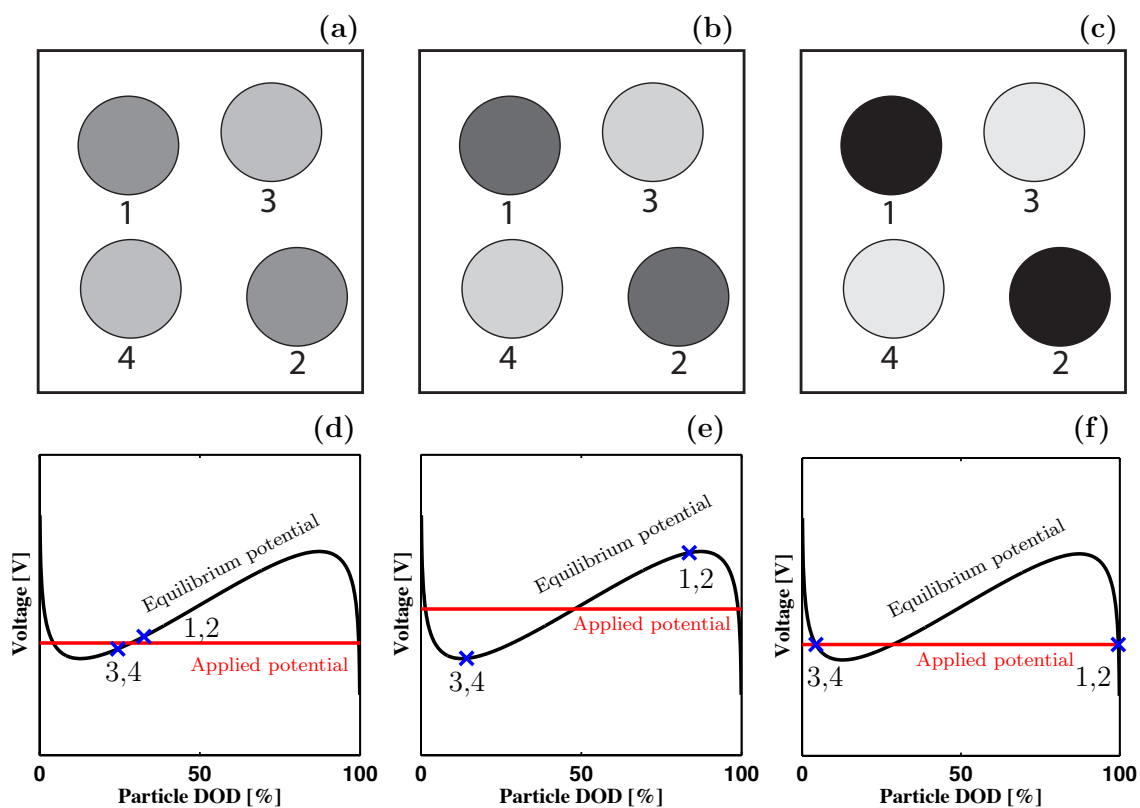 (a)
(b)
(c)
1
3
4
2
1
3
4
2
1
3
4
2
(d)
(e)
(f)
Voltage [V]
Equilibrium potential
1,2
3,4
Applied potential
0
50
100
Particle DOD [%]
Voltage [V]
Equilibrium potential
1,2
Applied potential
3,4
0
50
100
Particle DOD [%]
Voltage [V]
Equilibrium potential
Applied potential
3,4
1,2
0
50
100
Particle DOD [%]